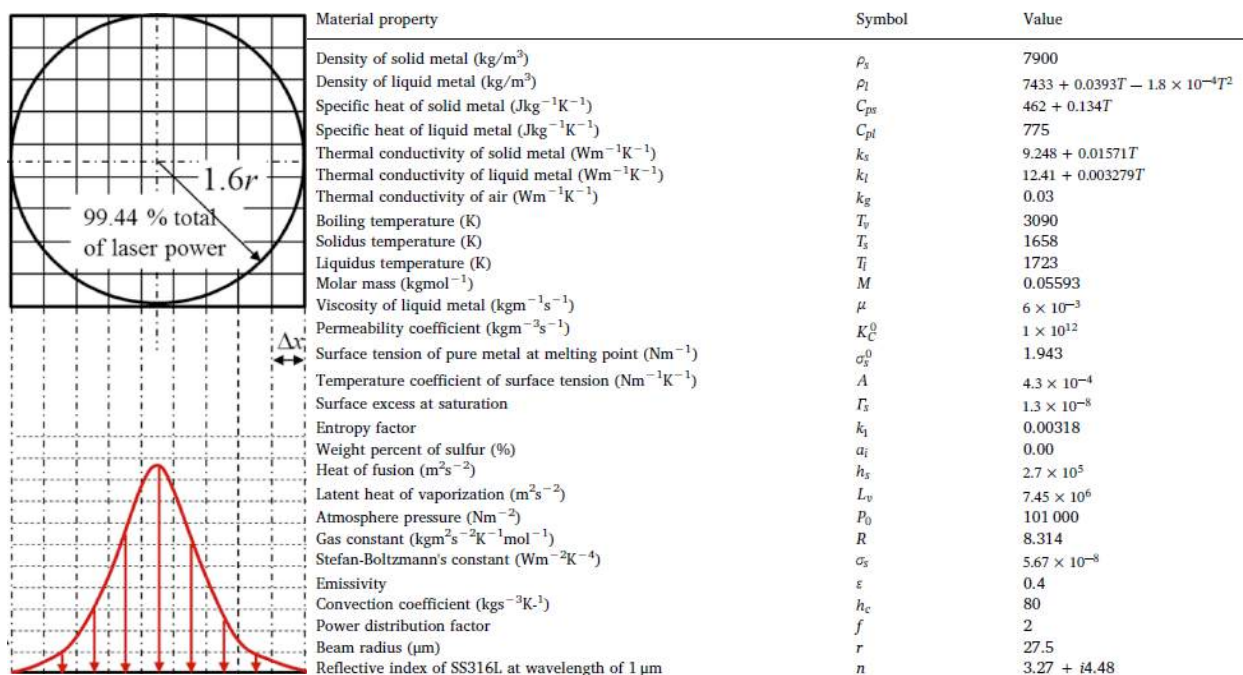 1.6r
99.44 % total
of laser power
Δx
Material property Symbol Value
Density of solid metal (kg/m³) ρₛ 7900
Density of liquid metal (kg/m³) ρₗ 7433 + 0.0393T − 1.8 × 10⁻⁴T²
Specific heat of solid metal (Jkg⁻¹K⁻¹) Cₚₛ 462 + 0.134T
Specific heat of liquid metal (Jkg⁻¹K⁻¹) Cₚₗ 775
Thermal conductivity of solid metal (Wm⁻¹K⁻¹) kₛ 9.248 + 0.01571T
Thermal conductivity of liquid metal (Wm⁻¹K⁻¹) kₗ 12.41 + 0.003279T
Thermal conductivity of air (Wm⁻¹K⁻¹) k_g 0.03
Boiling temperature (K) Tᵥ 3090
Solidus temperature (K) Tₛ 1658
Liquidus temperature (K) Tₗ 1723
Molar mass (kgmol⁻¹) M 0.05593
Viscosity of liquid metal (kgm⁻¹s⁻¹) μ 6 × 10⁻³
Permeability coefficient (kgm⁻³s⁻¹) K_C⁰ 1 × 10¹²
Surface tension of pure metal at melting point (Nm⁻¹) σₛ⁰ 1.943
Temperature coefficient of surface tension (Nm⁻¹K⁻¹) A 4.3 × 10⁻⁴
Surface excess at saturation Γₛ 1.3 × 10⁻⁸
Entropy factor k₁ 0.00318
Weight percent of sulfur (%) aᵢ 0.00
Heat of fusion (m²s⁻²) hₛ 2.7 × 10⁵
Latent heat of vaporization (m²s⁻²) Lᵥ 7.45 × 10⁶
Atmosphere pressure (Nm⁻²) P₀ 101 000
Gas constant (kgm²s⁻²K⁻¹mol⁻¹) R 8.314
Stefan-Boltzmann's constant (Wm⁻²K⁻⁴) σₛ 5.67 × 10⁻⁸
Emissivity ε 0.4
Convection coefficient (kgs⁻³K-¹) h_c 80
Power distribution factor f 2
Beam radius (μm) r 27.5
Reflective index of SS316L at wavelength of 1 μm n 3.27 + i4.48